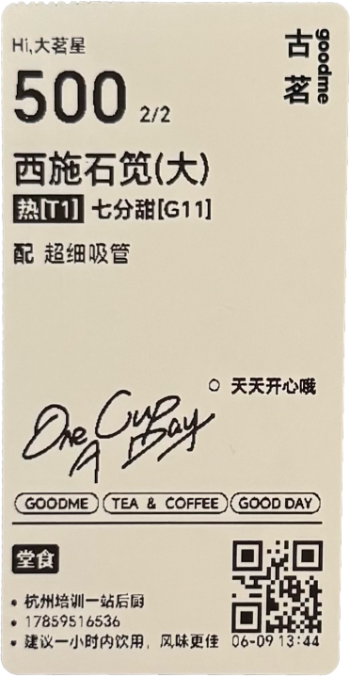 Hi,大茗星
古茗
goodme
500 2/2
西施石笕(大)
热[T1] 七分甜[G11]
配 超细吸管
天天开心哦
One Cup
A Day
GOODME TEA & COFFEE GOOD DAY
堂食
• 杭州培训一站后厨
• 17859516536
• 建议一小时内饮用，风味更佳 06-09 13:44